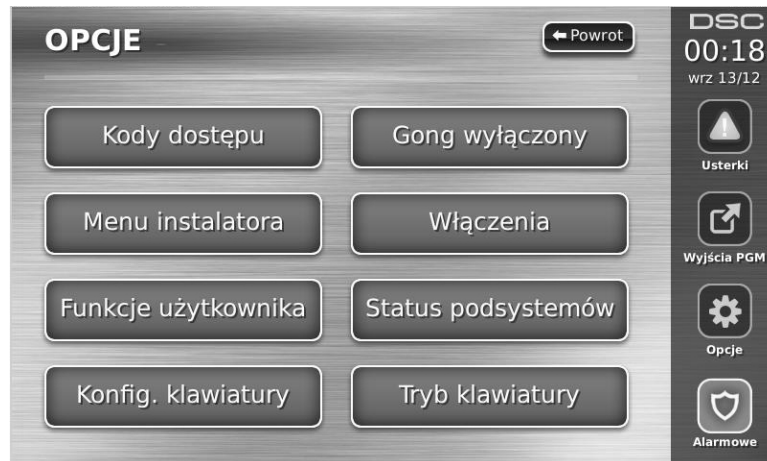 OPCJE
Powrot
DSC
00:18
wrz 13/12
Kody dostępu
Gong wyłączony
Usterki
Menu instalatora
Włączenia
Wyjścia PGM
Funkcje użytkownika
Status podsystemów
Opcje
Konfig. klawiatury
Tryb klawiatury
Alarmowe